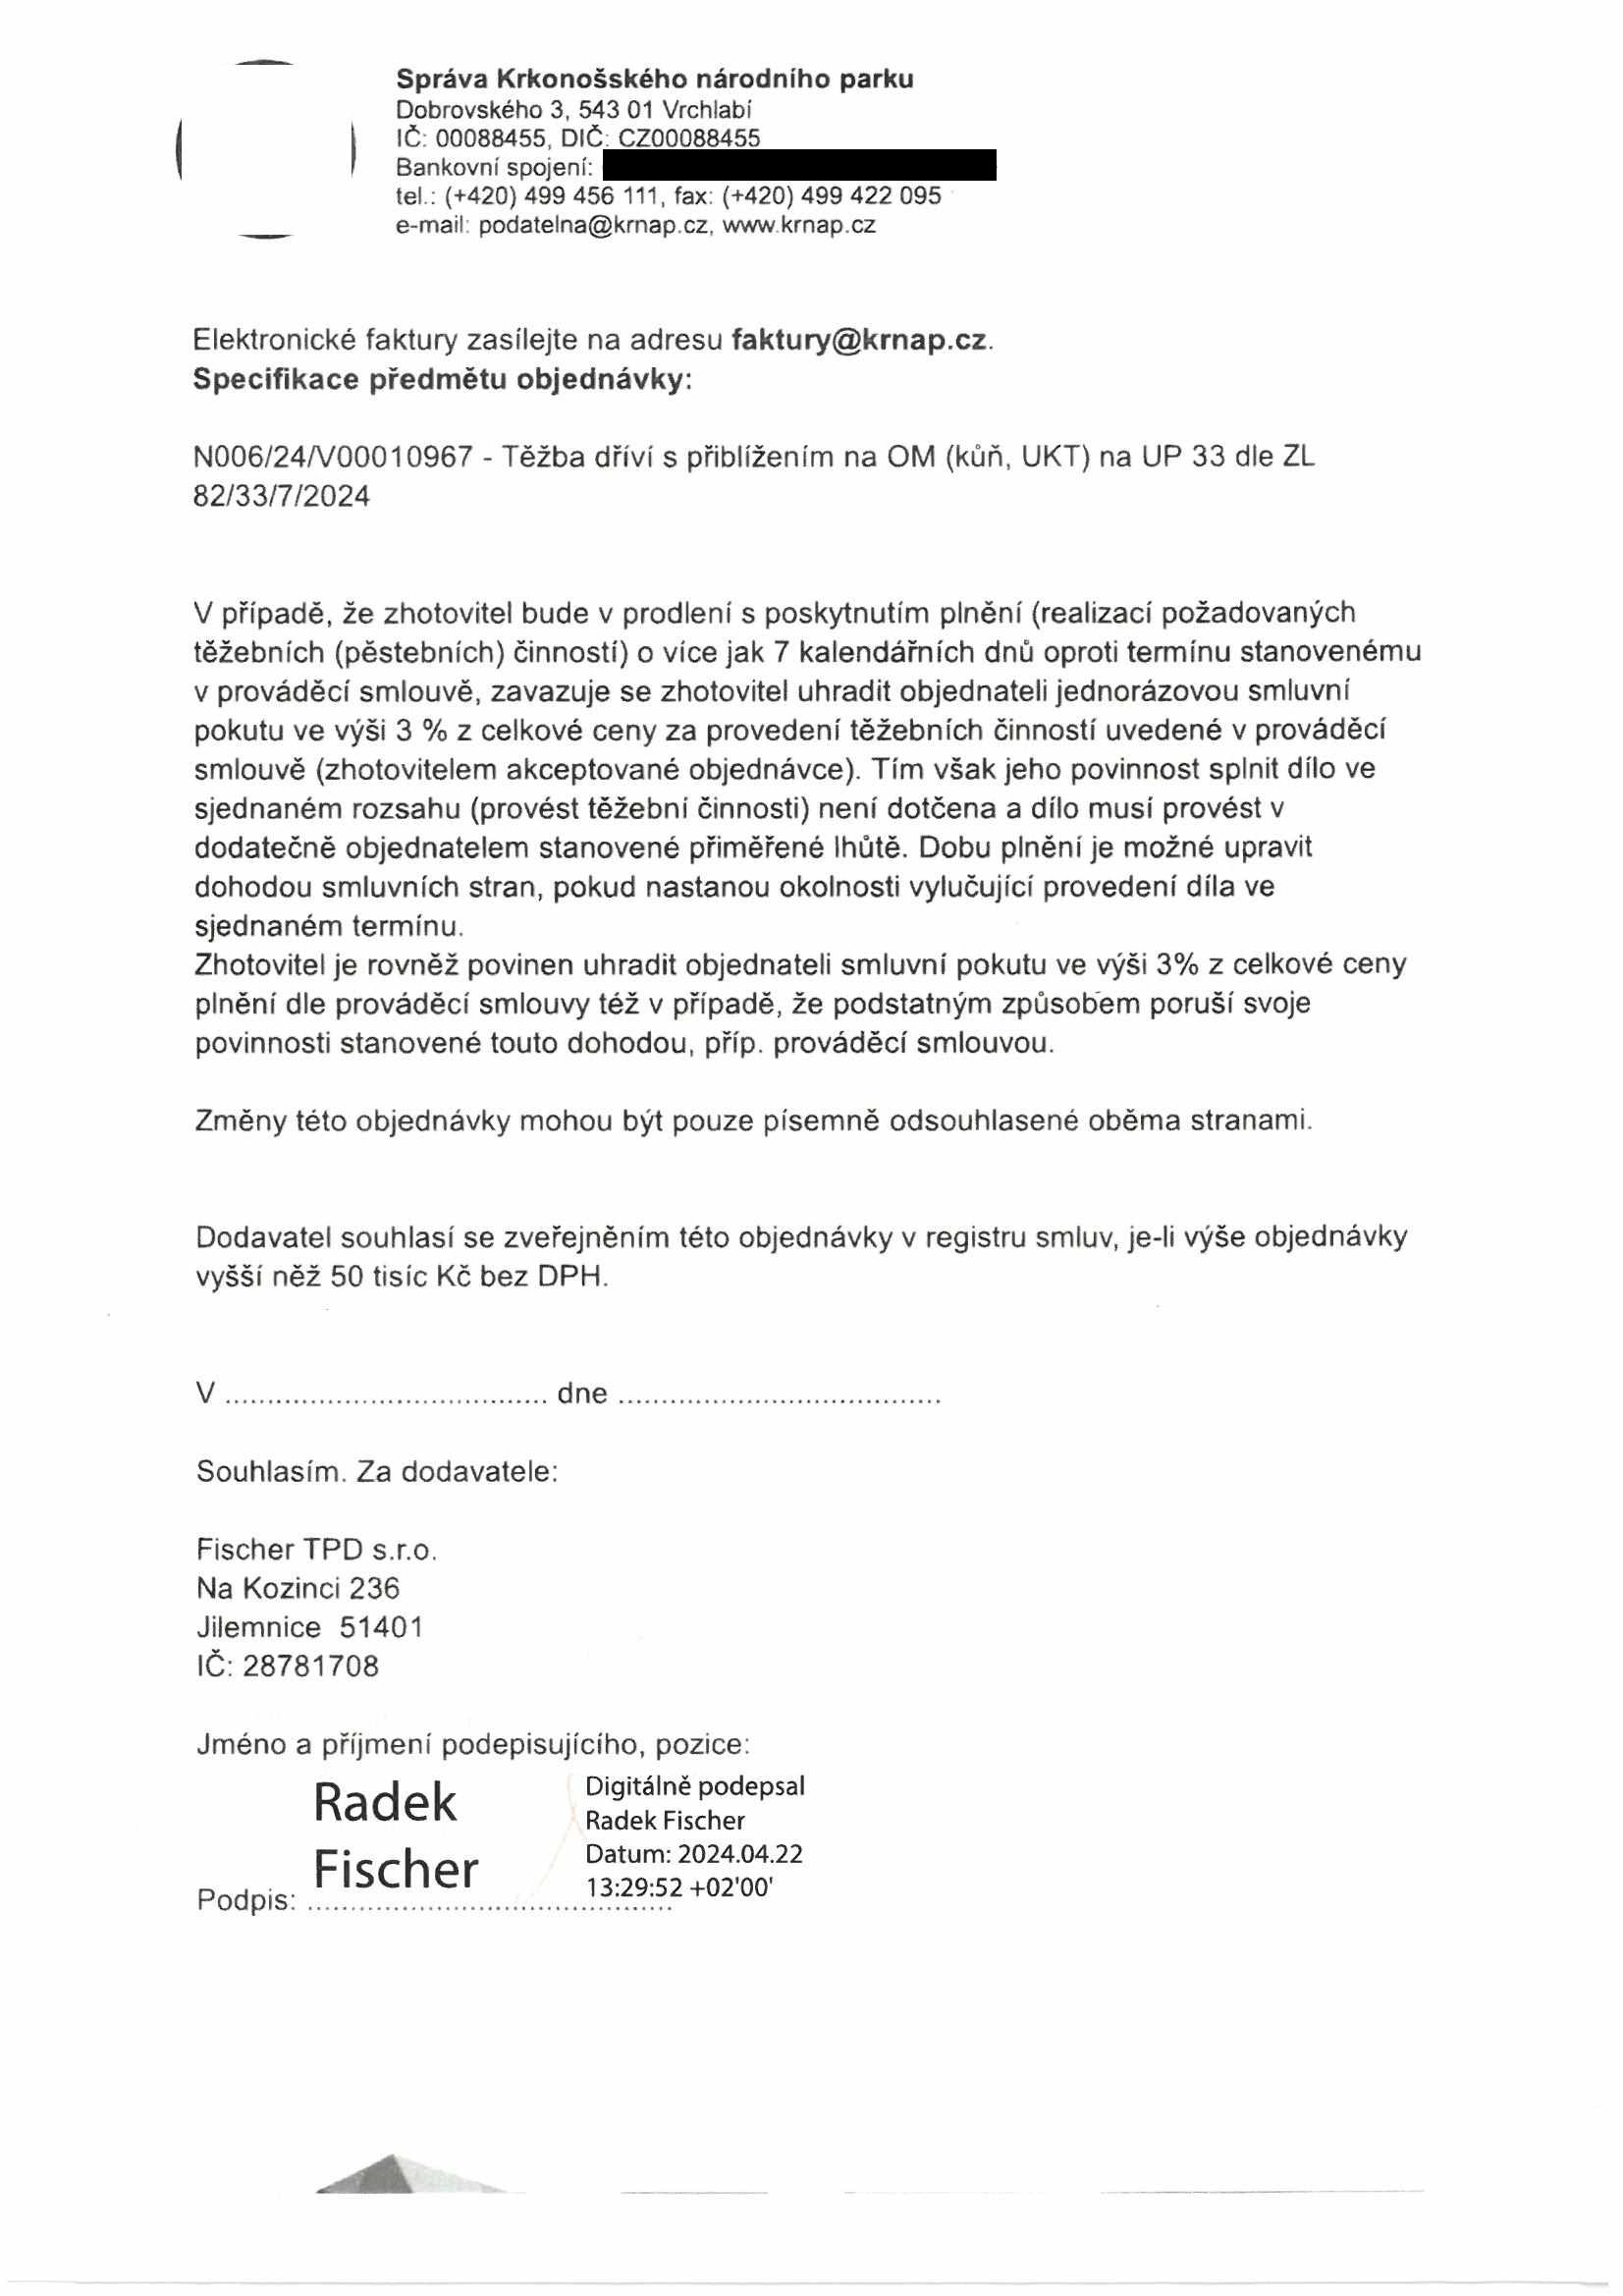 Správa Krkonošského národního parku
Dobrovského 3, 543 01 Vrchlabí
IČ: 00088455, DIČ: CZ00088455
Bankovní spojení:
tel.: (+420) 499 456 111, fax: (+420) 499 422 095
e-mail: podatelna@krnap.cz, www.krnap.cz
Elektronické faktury zasílejte na adresu faktury@krnap.cz.
Specifikace předmětu objednávky:
N006/24/V00010967 - Těžba dříví s přiblížením na OM (kůň, UKT) na UP 33 dle ZL
82/33/7/2024
V případě, že zhotovitel bude v prodlení s poskytnutím plnění (realizací požadovaných
těžebních (pěstebních) činností) o více jak 7 kalendářních dnů oproti termínu stanovenému
v prováděcí smlouvě, zavazuje se zhotovitel uhradit objednateli jednorázovou smluvní
pokutu ve výši 3 % z celkové ceny za provedení těžebních činností uvedené v prováděcí
smlouvě (zhotovitelem akceptované objednávce). Tím však jeho povinnost splnit dílo ve
sjednaném rozsahu (provést těžební činnosti) není dotčena a dílo musí provést v
dodatečně objednatelem stanovené přiměřené lhůtě. Dobu plnění je možné upravit
dohodou smluvních stran, pokud nastanou okolnosti vylučující provedení díla ve
sjednaném termínu.
Zhotovitel je rovněž povinen uhradit objednateli smluvní pokutu ve výši 3% z celkové ceny
plnění dle prováděcí smlouvy též v případě, že podstatným způsobem poruší svoje
povinnosti stanovené touto dohodou, příp. prováděcí smlouvou.
Změny této objednávky mohou být pouze písemně odsouhlasené oběma stranami.
Dodavatel souhlasí se zveřejněním této objednávky v registru smluv, je-li výše objednávky
vyšší něž 50 tisíc Kč bez DPH.
V ..................................... dne .....................................
Souhlasím. Za dodavatele:
Fischer TPD s.r.o.
Na Kozinci 236
Jilemnice 51401
IČ: 28781708
Jméno a příjmení podepisujícího, pozice:
Radek
Fischer
Digitálně podepsal
Radek Fischer
Datum: 2024.04.22
13:29:52 +02'00'
Podpis: ..........................................